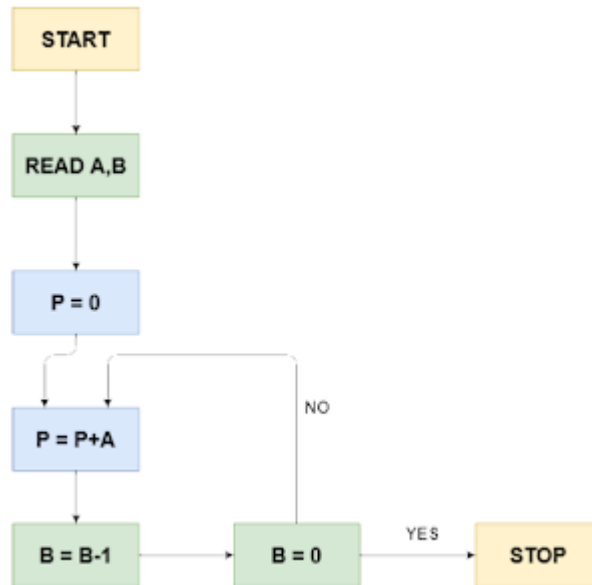 START
READ A,B
P = 0
NO
P = P+A
B = B-1
B = 0
YES
STOP